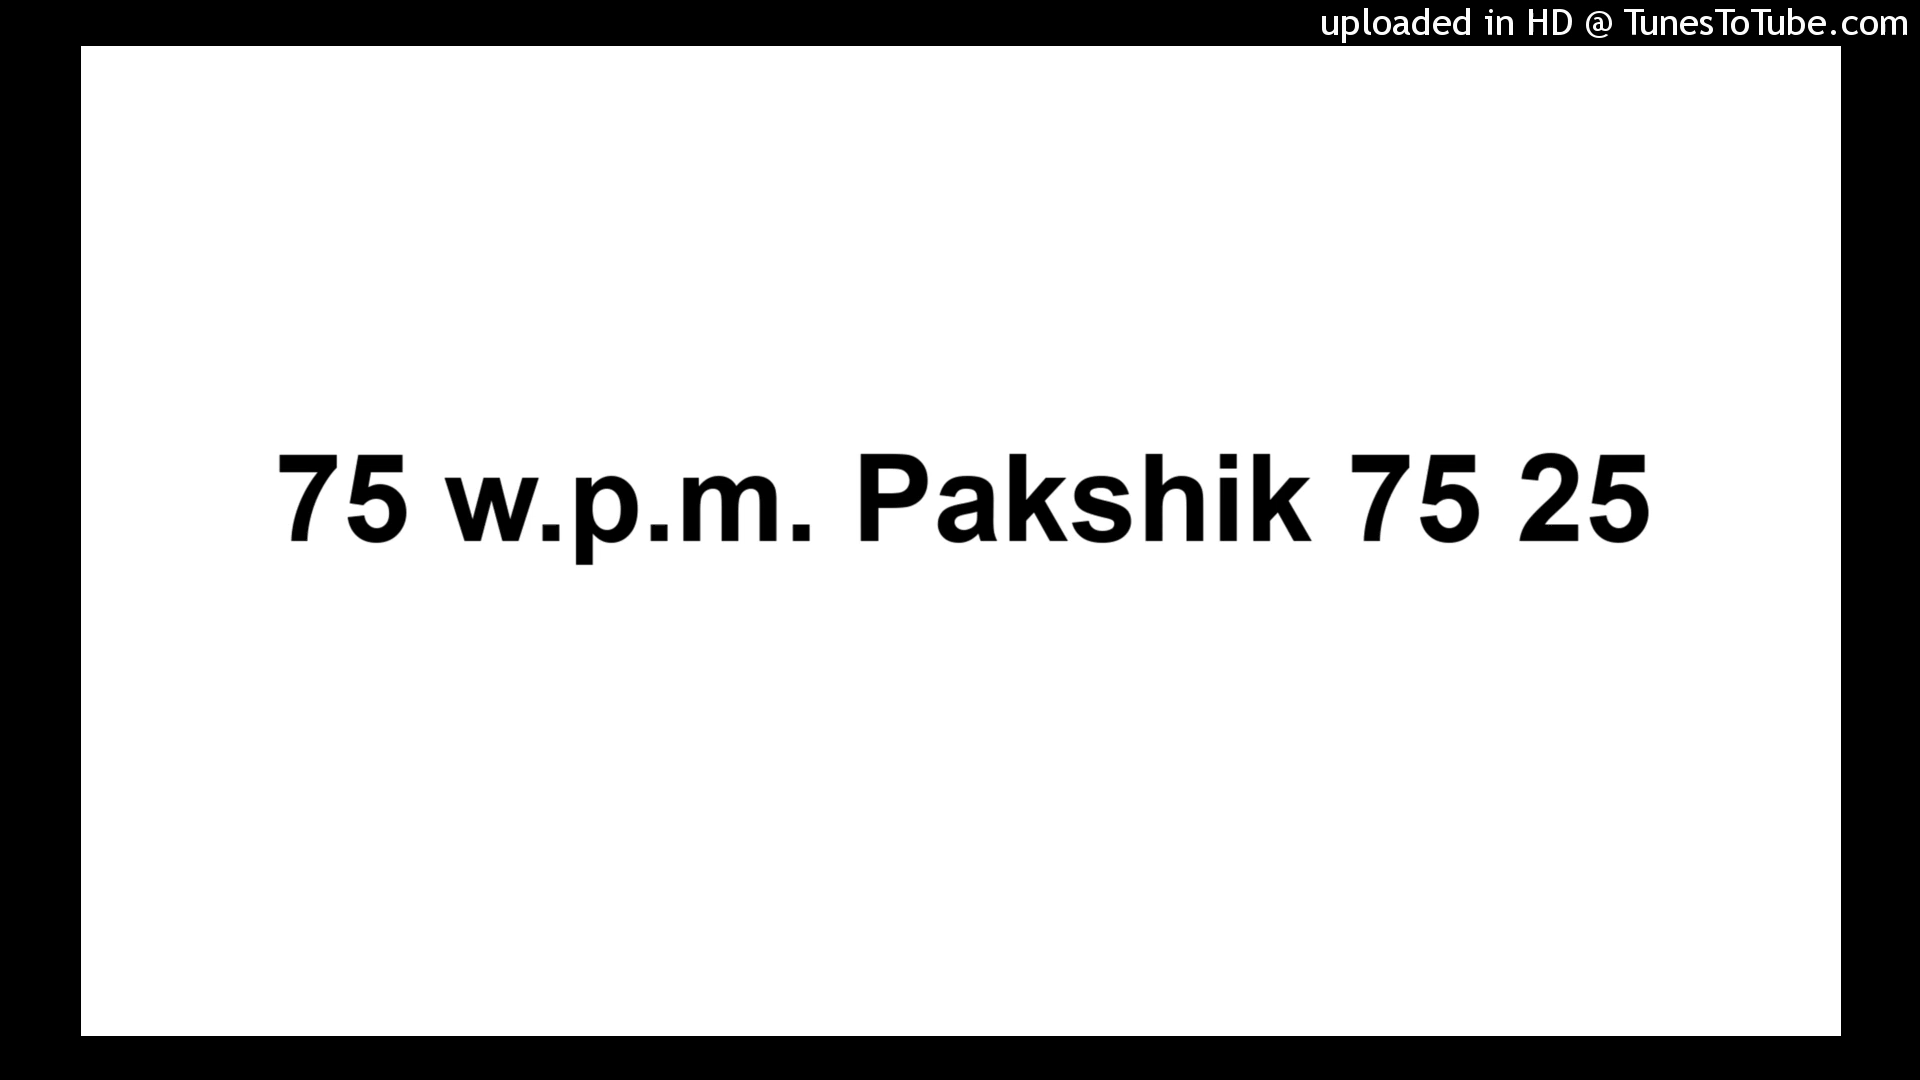 uploaded in HD @ TunesToTube.com
75 w.p.m. Pakshik 75 25